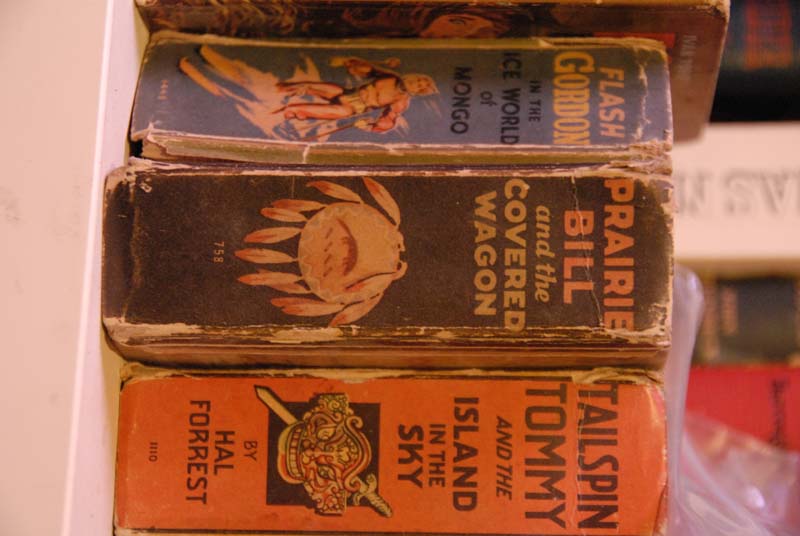 FLASH
GORDON
IN THE
ICE WORLD
of
MONGO
PRAIRIE
BILL
and the
COVERED
WAGON
758
TAILSPIN
TOMMY
AND THE
ISLAND
IN THE
SKY
BY
HAL
FORREST
1110